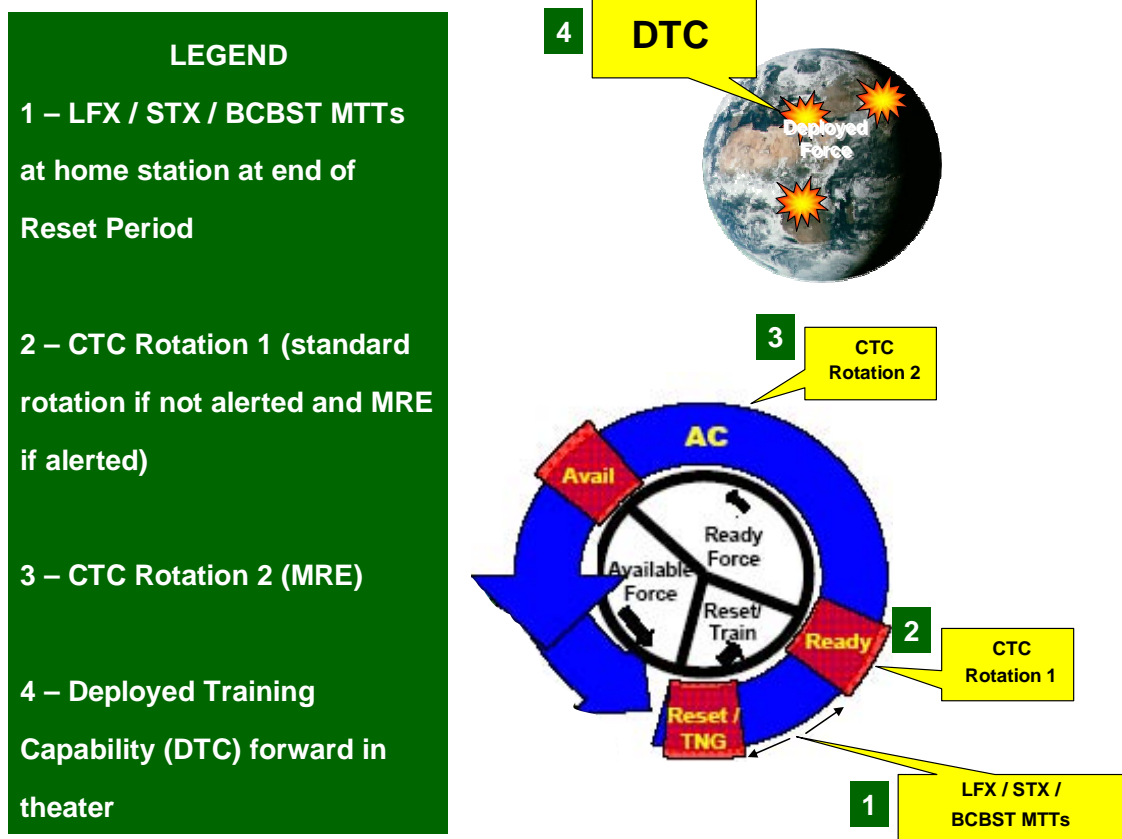 LEGEND
1 – LFX / STX / BCBST MTTs
at home station at end of
Reset Period
2 – CTC Rotation 1 (standard
rotation if not alerted and MRE
if alerted)
3 – CTC Rotation 2 (MRE)
4 – Deployed Training
Capability (DTC) forward in
theater
4
DTC
Deployed
Force
3
CTC
Rotation 2
AC
Avail
Ready
Force
Available
Force
Reset/
Train
Ready
2
CTC
Rotation 1
Reset /
TNG
1
LFX / STX /
BCBST MTTs